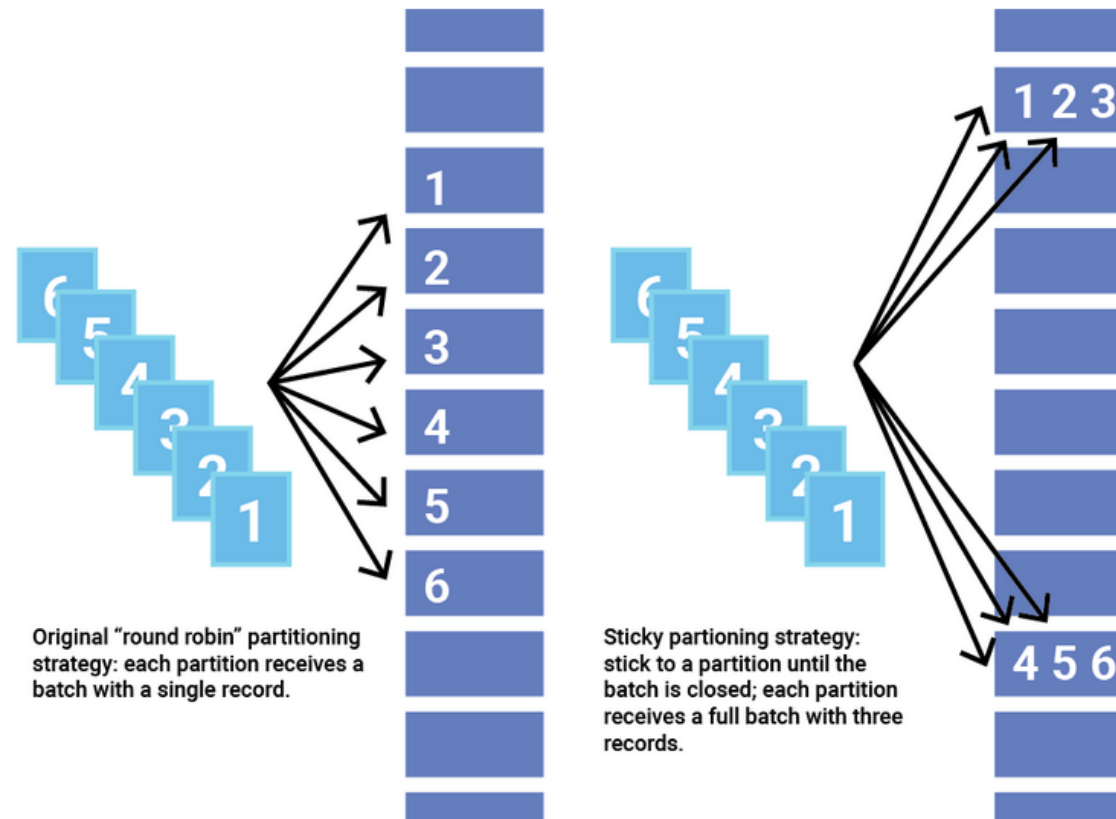 6
5
4
3
2
1
1
2
3
4
5
6
Original “round robin” partitioning
strategy: each partition receives a
batch with a single record.
6
5
4
3
2
1
1 2 3
4 5 6
Sticky partioning strategy:
stick to a partition until the
batch is closed; each partition
receives a full batch with three
records.